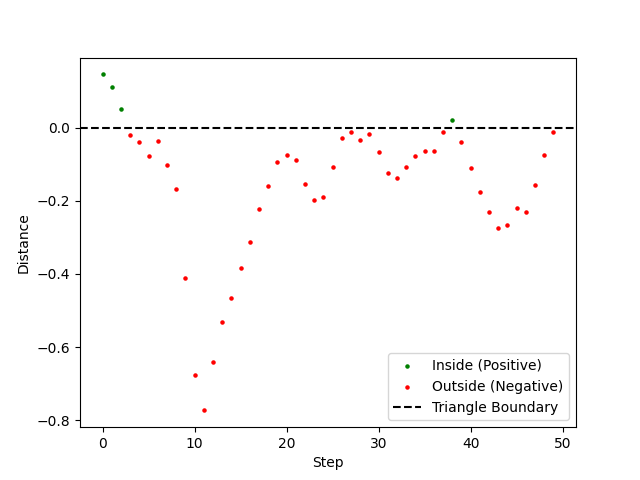 0.0
−0.2
−0.4
−0.6
−0.8
Distance
0
10
20
30
40
50
Step
Inside (Positive)
Outside (Negative)
Triangle Boundary